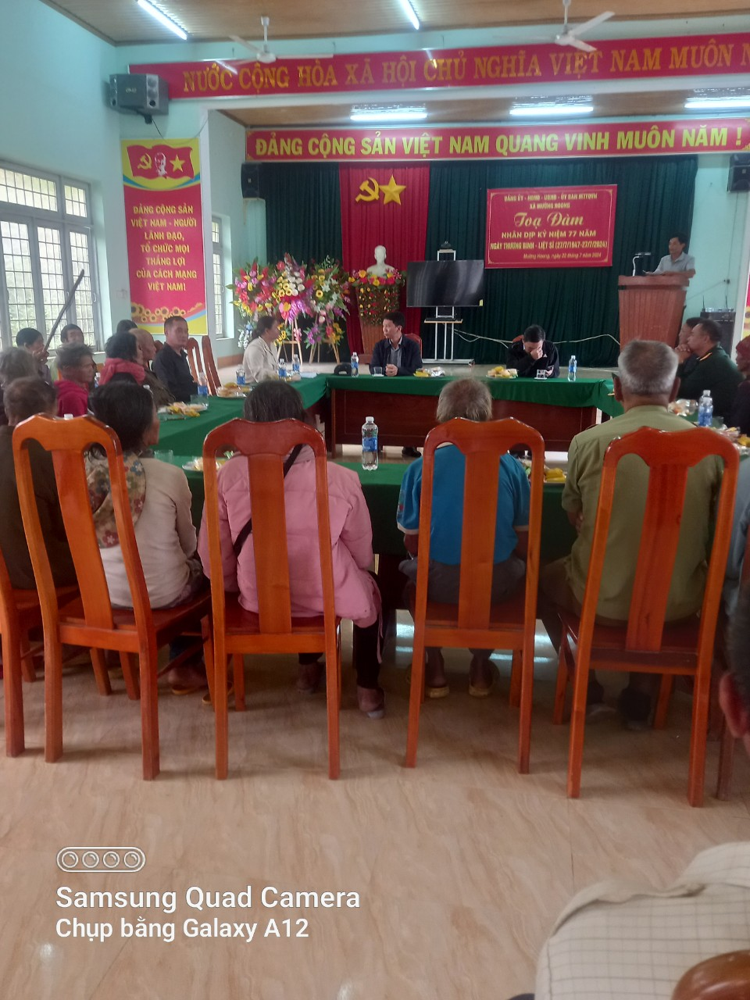 NƯỚC CỘNG HÒA XÃ HỘI CHỦ NGHĨA VIỆT NAM MUÔN N
ĐẢNG CỘNG SẢN VIỆT NAM QUANG VINH MUÔN NĂM !
ĐẢNG CỘNG SẢN
VIỆT NAM - NGƯỜI
LÃNH ĐẠO,
TỔ CHỨC MỌI
THẮNG LỢI
CỦA CÁCH MẠNG
VIỆT NAM!
ĐẢNG ỦY - HĐND - UBND - ỦY BAN MTTQVN
XÃ MƯỜNG HOONG
Toạ Đàm
NHÂN DỊP KỶ NIỆM 77 NĂM
NGÀY THƯƠNG BINH - LIỆT SĨ (27/7/1947-27/7/2024)
Mường Hoong, ngày 22 tháng 7 năm 2024
Samsung Quad Camera
Chụp bằng Galaxy A12